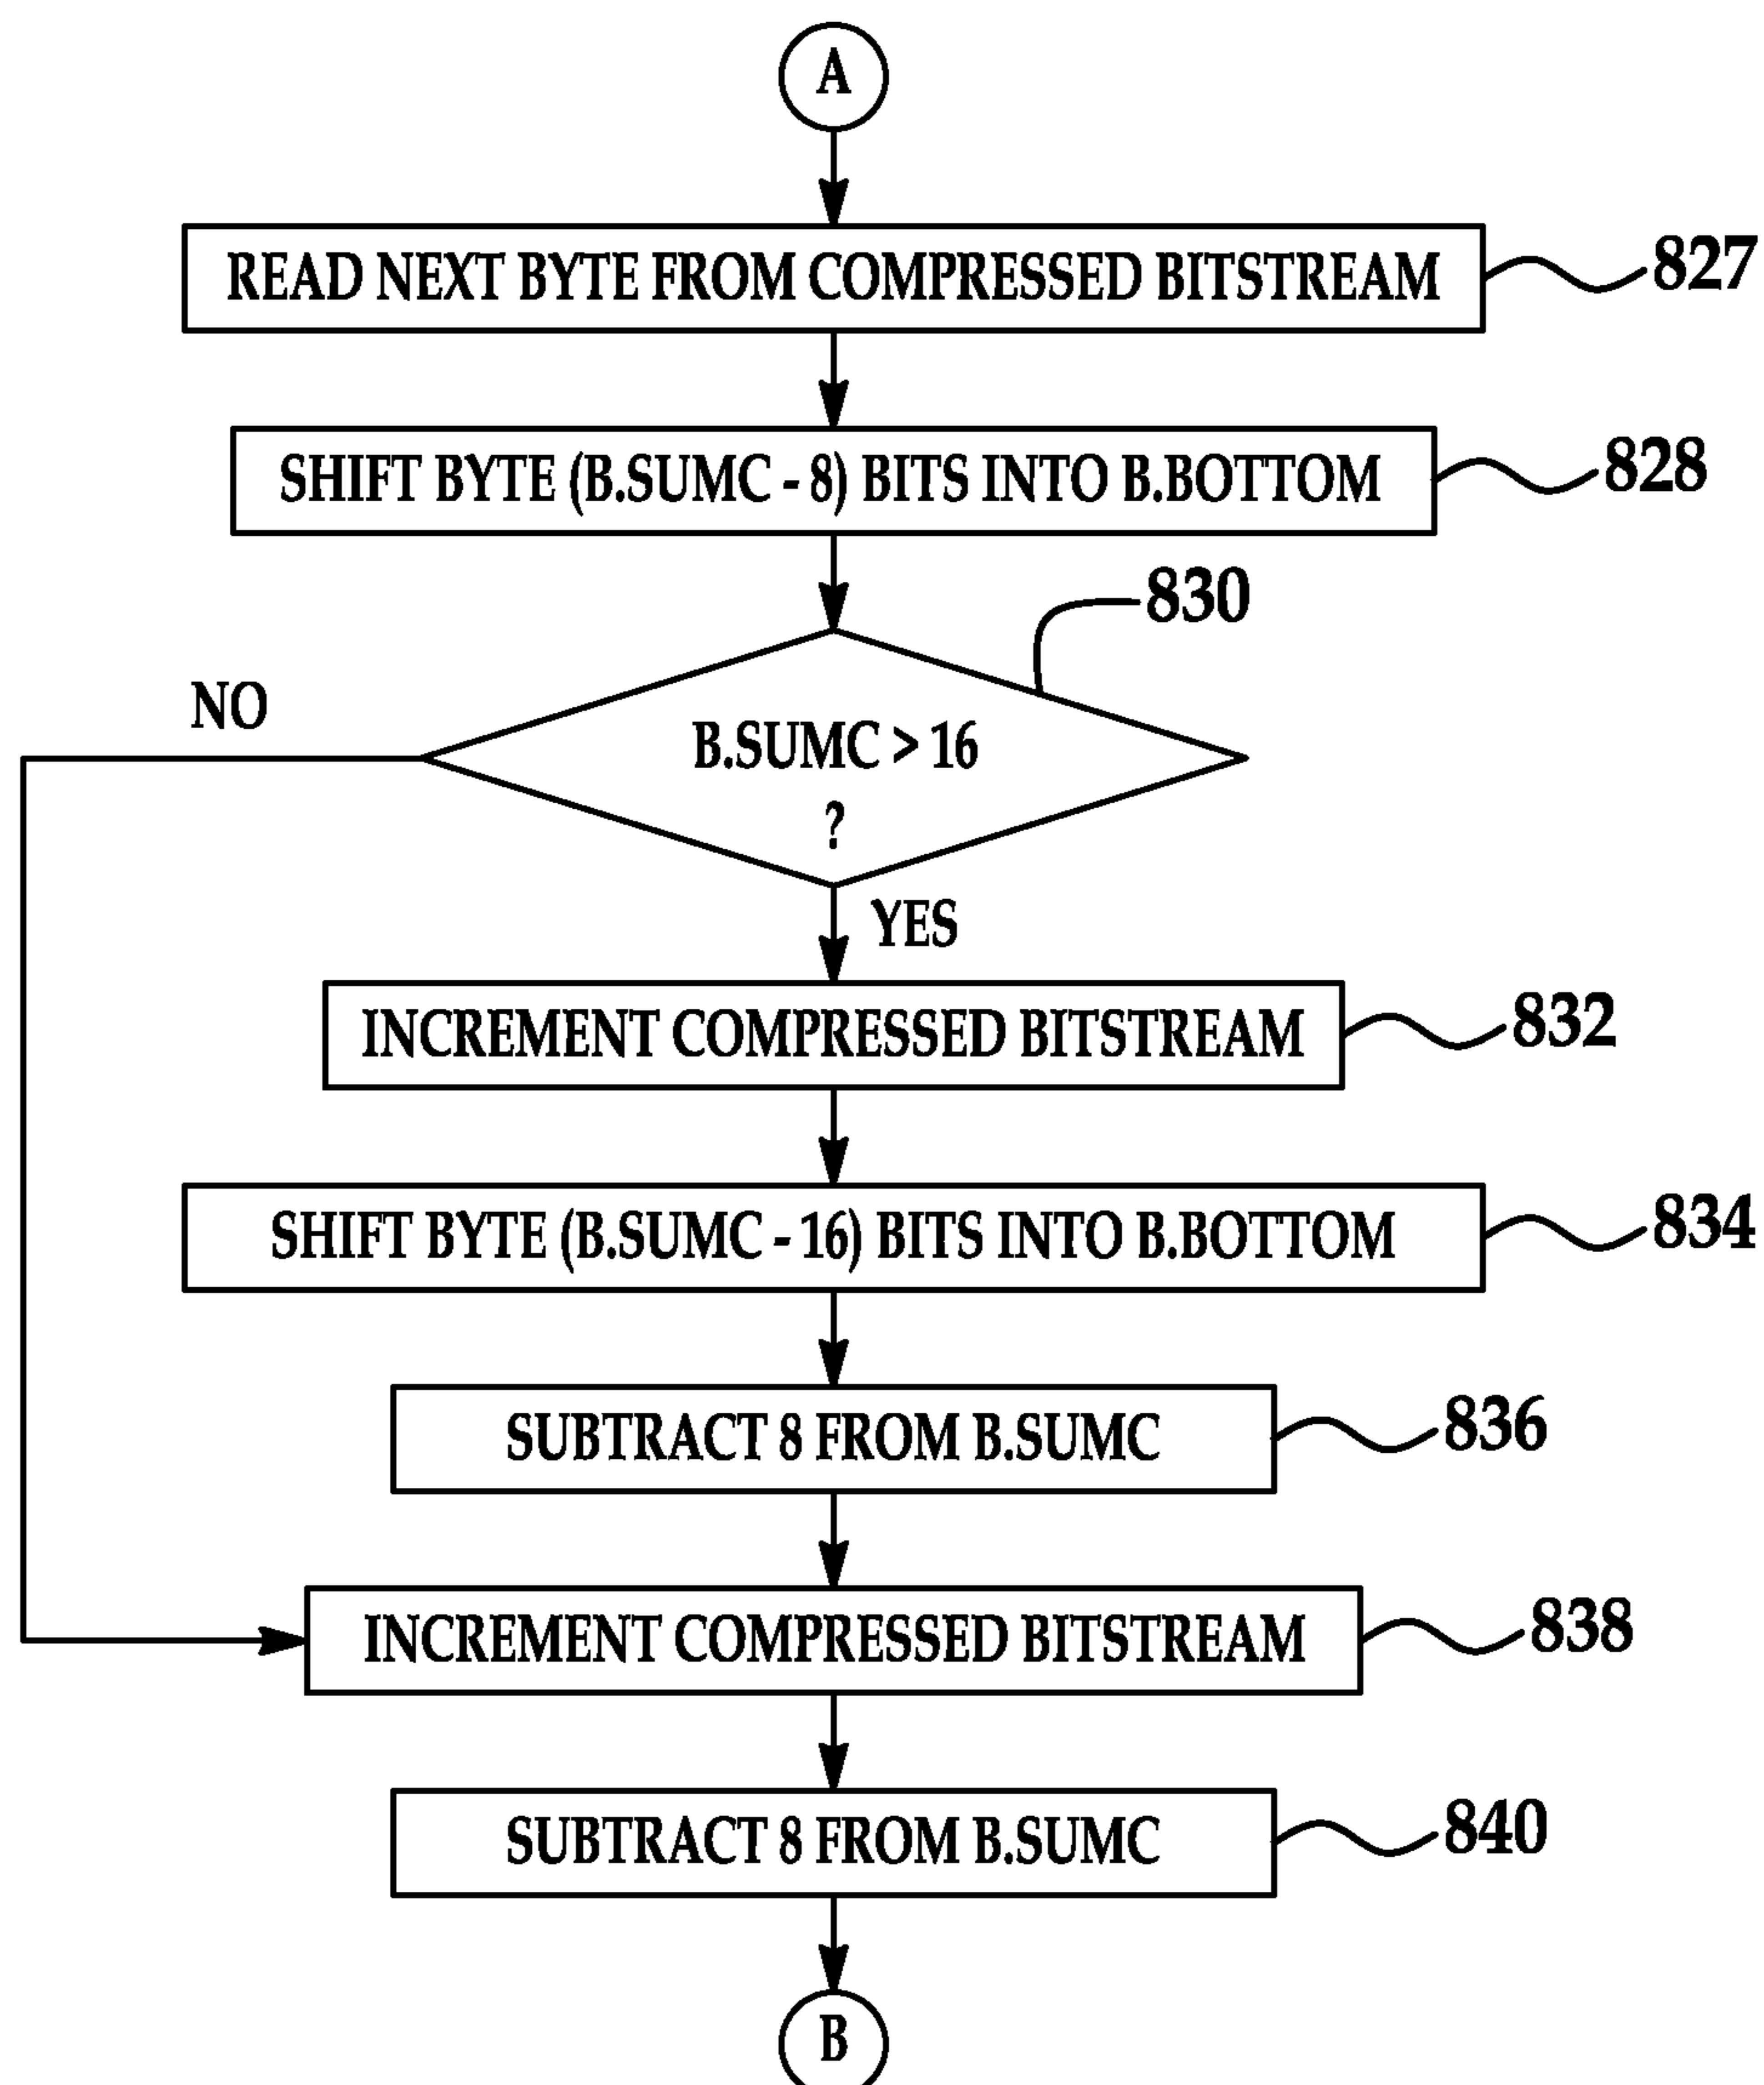 A
READ NEXT BYTE FROM COMPRESSED BITSTREAM
827
SHIFT BYTE (B.SUMC - 8) BITS INTO B.BOTTOM
828
830
NO
B.SUMC > 16
?
YES
INCREMENT COMPRESSED BITSTREAM
832
SHIFT BYTE (B.SUMC - 16) BITS INTO B.BOTTOM
834
SUBTRACT 8 FROM B.SUMC
836
INCREMENT COMPRESSED BITSTREAM
838
SUBTRACT 8 FROM B.SUMC
840
B